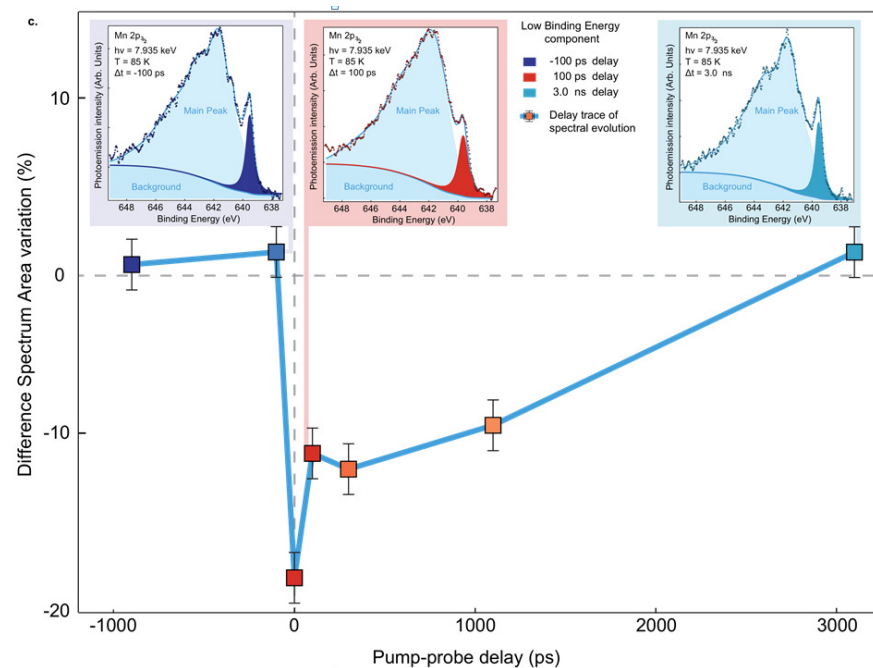 c.
Mn 2p3/2
hν = 7.935 keV
T = 85 K
Δt = -100 ps
Main Peak
Background
Photoemission intensity (Arb. Units)
648 646 644 642 640 638
Binding Energy (eV)
Mn 2p3/2
hν = 7.935 keV
T = 85 K
Δt = 100 ps
Main Peak
Background
Photoemission intensity (Arb. Units)
648 646 644 642 640 638
Binding Energy (eV)
Low Binding Energy
component
-100 ps delay
100 ps delay
3.0 ns delay
Delay trace of
spectral evolution
Mn 2p3/2
hν = 7.935 keV
T = 85 K
Δt = 3.0 ns
Main Peak
Background
Photoemission intensity (Arb. Units)
648 646 644 642 640 638
Binding Energy (eV)
Difference Spectrum Area variation (%)
10
0
-10
-20
-1000 0 1000 2000 3000
Pump-probe delay (ps)